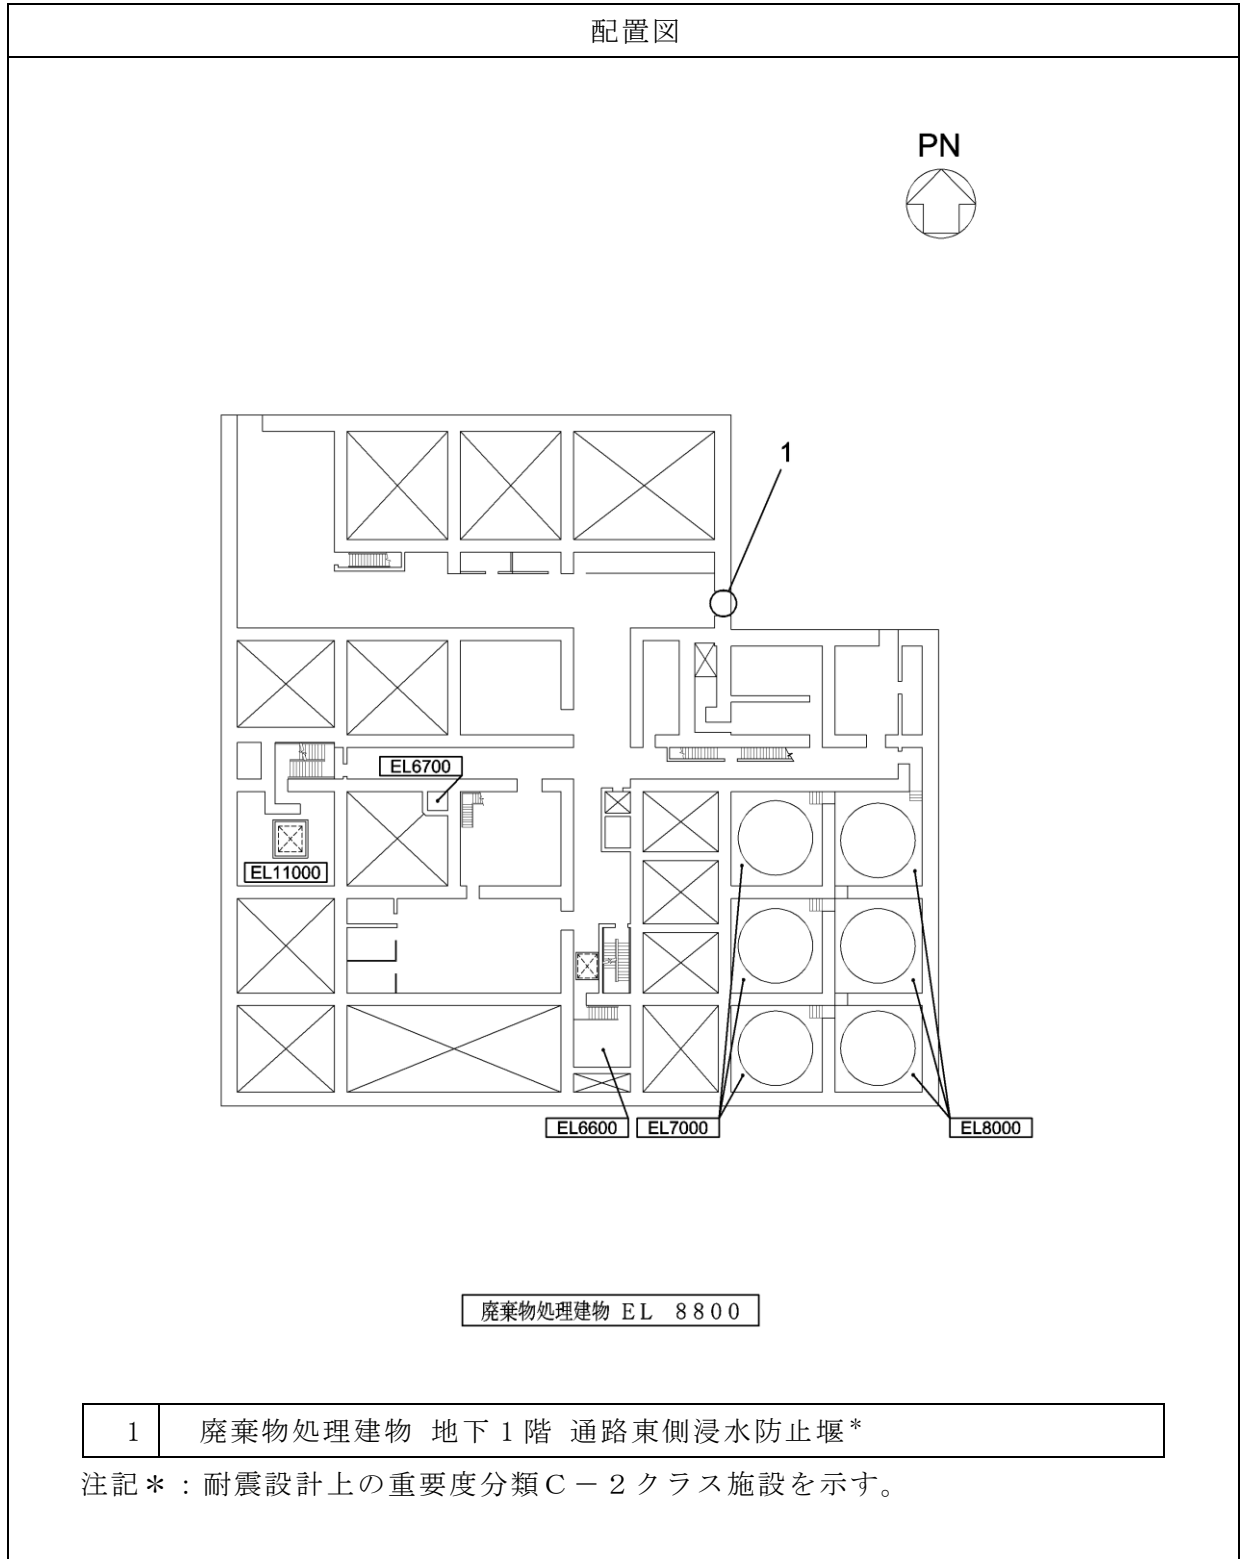 配置図
PN
1
EL6700
EL11000
EL6600
EL7000
EL8000
廃棄物処理建物 EL 8800
1 廃棄物処理建物 地下1階 通路東側浸水防止堰*
注記*:耐震設計上の重要度分類C-2クラス施設を示す。